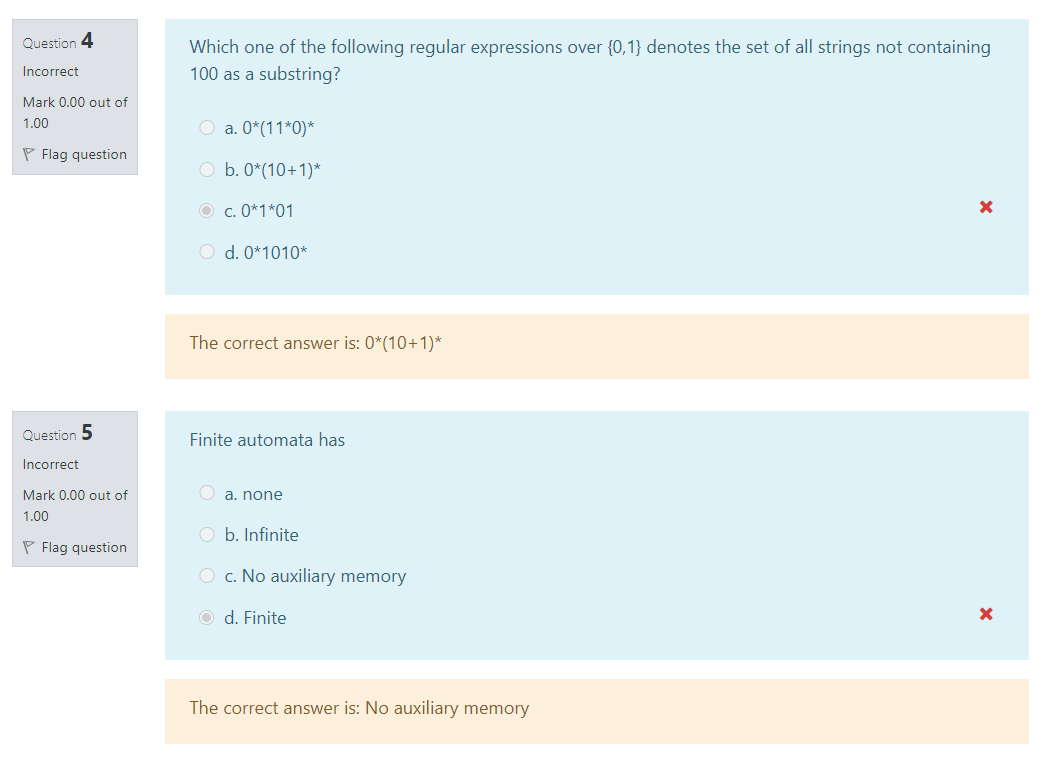 Question 4
Incorrect
Mark 0.00 out of
1.00
Flag question
Which one of the following regular expressions over {0,1} denotes the set of all strings not containing
100 as a substring?
a. 0*(11*0)*
b. 0*(10+1)*
c. 0*1*01
d. 0*1010*
The correct answer is: 0*(10+1)*
Question 5
Incorrect
Mark 0.00 out of
1.00
Flag question
Finite automata has
a. none
b. Infinite
c. No auxiliary memory
d. Finite
The correct answer is: No auxiliary memory